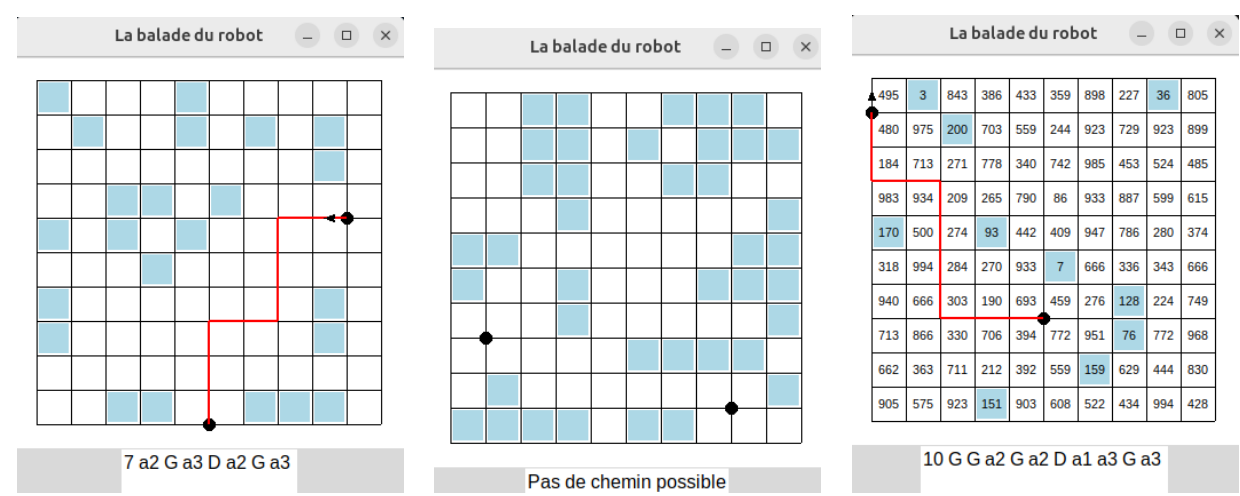 La balade du robot
7 a2 G a3 D a2 G a3
La balade du robot
Pas de chemin possible
La balade du robot
495 3 843 386 433 359 898 227 36 805
480 975 200 703 559 244 923 729 923 899
184 713 271 778 340 742 985 453 524 485
983 934 209 265 790 86 933 887 599 615
170 500 274 93 442 409 947 786 280 374
318 994 284 270 933 7 666 336 343 666
940 666 303 190 693 459 276 128 224 749
713 866 330 706 394 772 951 76 772 968
662 363 711 212 392 559 159 629 444 830
905 575 923 151 903 608 522 434 994 428
10 G G a2 G a2 D a1 a3 G a3